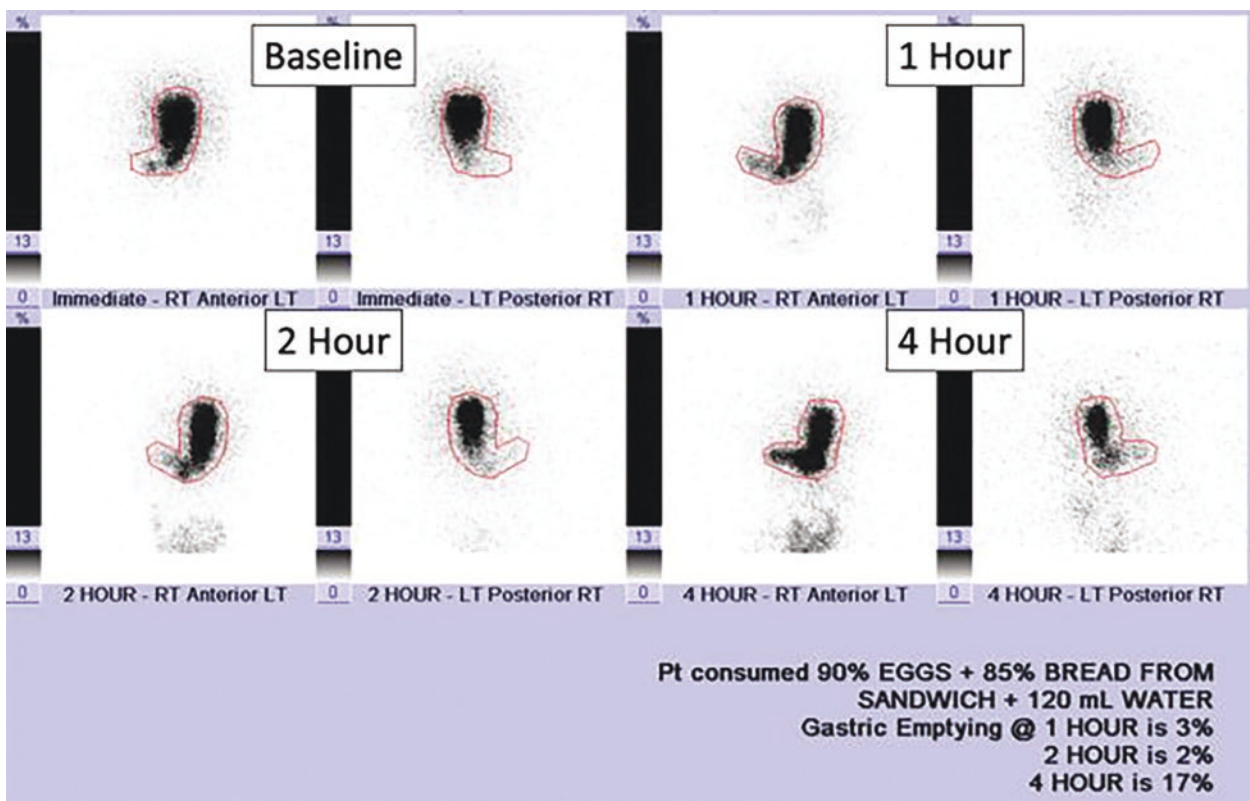 %
%
%
%
Baseline
1 Hour
13
13
13
13
0
Immediate - RT Anterior LT
0
Immediate - LT Posterior RT
0
1 HOUR - RT Anterior LT
0
1 HOUR - LT Posterior RT
%
%
%
%
2 Hour
4 Hour
13
13
13
13
0
2 HOUR - RT Anterior LT
0
2 HOUR - LT Posterior RT
0
4 HOUR - RT Anterior LT
0
4 HOUR - LT Posterior RT
Pt consumed 90% EGGS + 85% BREAD FROM
SANDWICH + 120 mL WATER
Gastric Emptying @ 1 HOUR is 3%
2 HOUR is 2%
4 HOUR is 17%